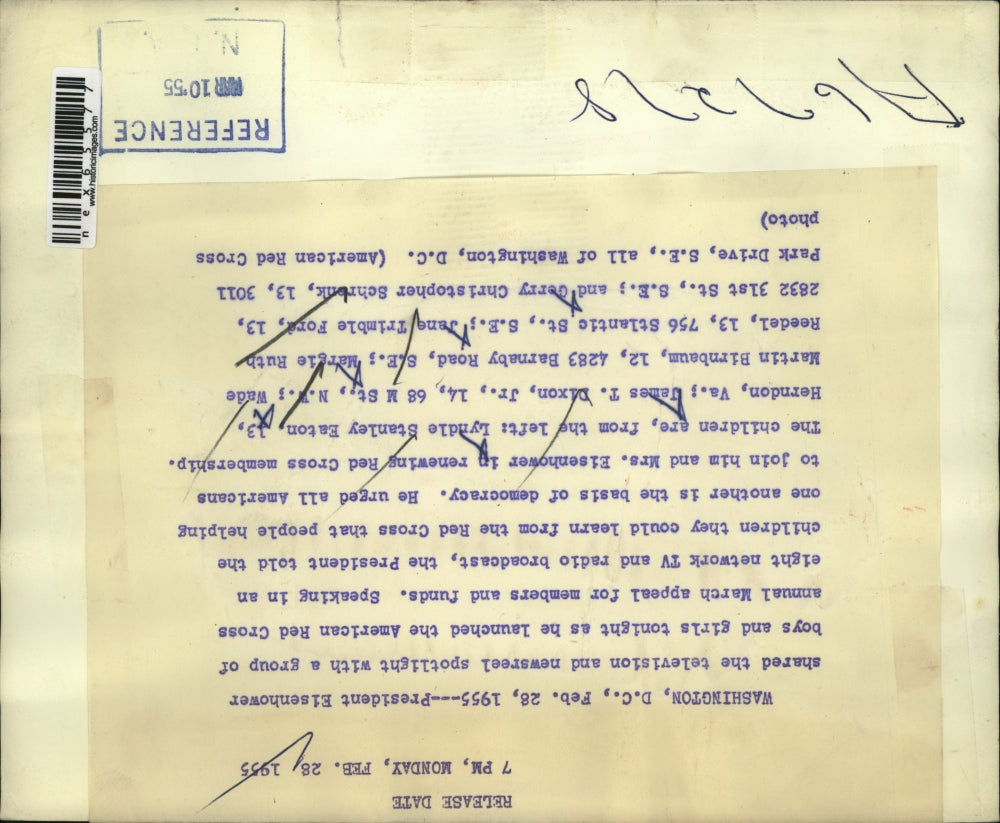 RELEASE DATE
7 PM, MONDAY, FEB. 28, 1955
WASHINGTON, D.C., Feb. 28, 1955---President Eisenhower
shared the television and newsreel spotlight with a group of
boys and girls tonight as he launched the American Red Cross
annual March appeal for members and funds. Speaking in an
eight network TV and radio broadcast, the President told the
children they could learn from the Red Cross that people helping
one another is the basis of democracy. He urged all Americans
to join him and Mrs. Eisenhower in renewing Red Cross membership.
The children are, from the left: Lyndle Stanley Eaton, 13,
Herndon, Va.; James T. Dixon, Jr., 14, 68 M St., N.W.; Wade
Martin Birnbaum, 12, 4283 Barnaby Road, S.E.; Margie Ruth
Reedel, 13, 756 Stlantic St., S.E.; Jane Trimble Ford, 13,
2832 31st St., S.E.; and Gerry Christopher Schrenk, 13, 3011
Park Drive, S.E., all of Washington, D.C. (American Red Cross
photo)
REFERENCE
MAR 10 '55
N.
www.historicimages.com
nex65577